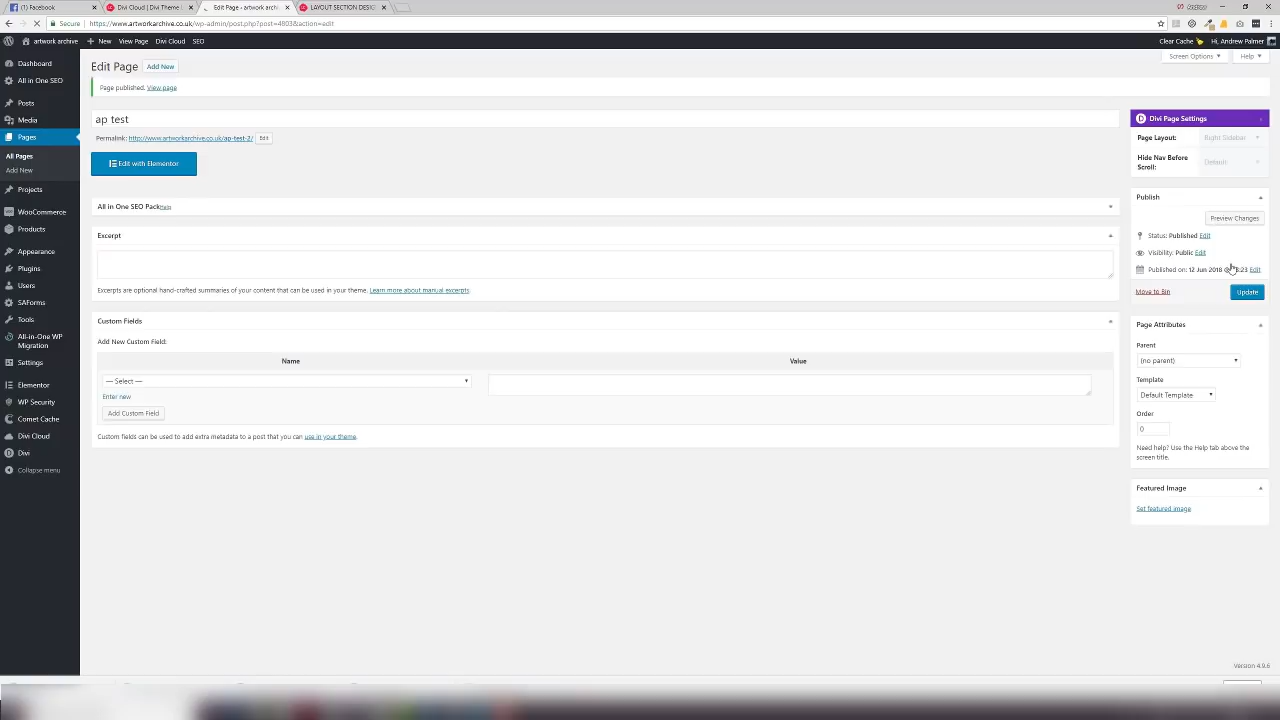 (1) Facebook
Divi Cloud | Divi Theme
Edit Page ‹ artwork archi
LAYOUT SECTION DESIG
Secure
https://www.artworkarchive.co.uk/wp-admin/post.php?post=4803&action=edit
artwork archive
New
View Page
Divi Cloud
SEO
Clear Cache
Hi, Andrew Palmer
Dashboard
All in One SEO
Posts
Media
Pages
All Pages
Add New
Projects
WooCommerce
Products
Appearance
Plugins
Users
SAForms
Tools
All-in-One WP
Migration
Settings
Elementor
WP Security
Comet Cache
Divi Cloud
Divi
Collapse menu
Edit Page
Add New
Screen Options
Help
Page published. View page
ap test
Permalink: http://www.artworkarchive.co.uk/ap-test-2/ Edit
Edit with Elementor
All in One SEO Pack Help
Excerpt
Excerpts are optional hand-crafted summaries of your content that can be used in your theme. Learn more about manual excerpts.
Custom Fields
Add New Custom Field:
Name
Value
— Select —
Enter new
Add Custom Field
Custom fields can be used to add extra metadata to a post that you can use in your theme.
Divi Page Settings
Page Layout:
Right Sidebar
Hide Nav Before
Scroll:
Default
Publish
Preview Changes
Status: Published Edit
Visibility: Public Edit
Published on: 12 Jun 2018 Edit
Move to Bin
Update
Page Attributes
Parent
(no parent)
Template
Default Template
Order
0
Need help? Use the Help tab above the
screen title.
Featured Image
Set featured image
Version 4.9.6